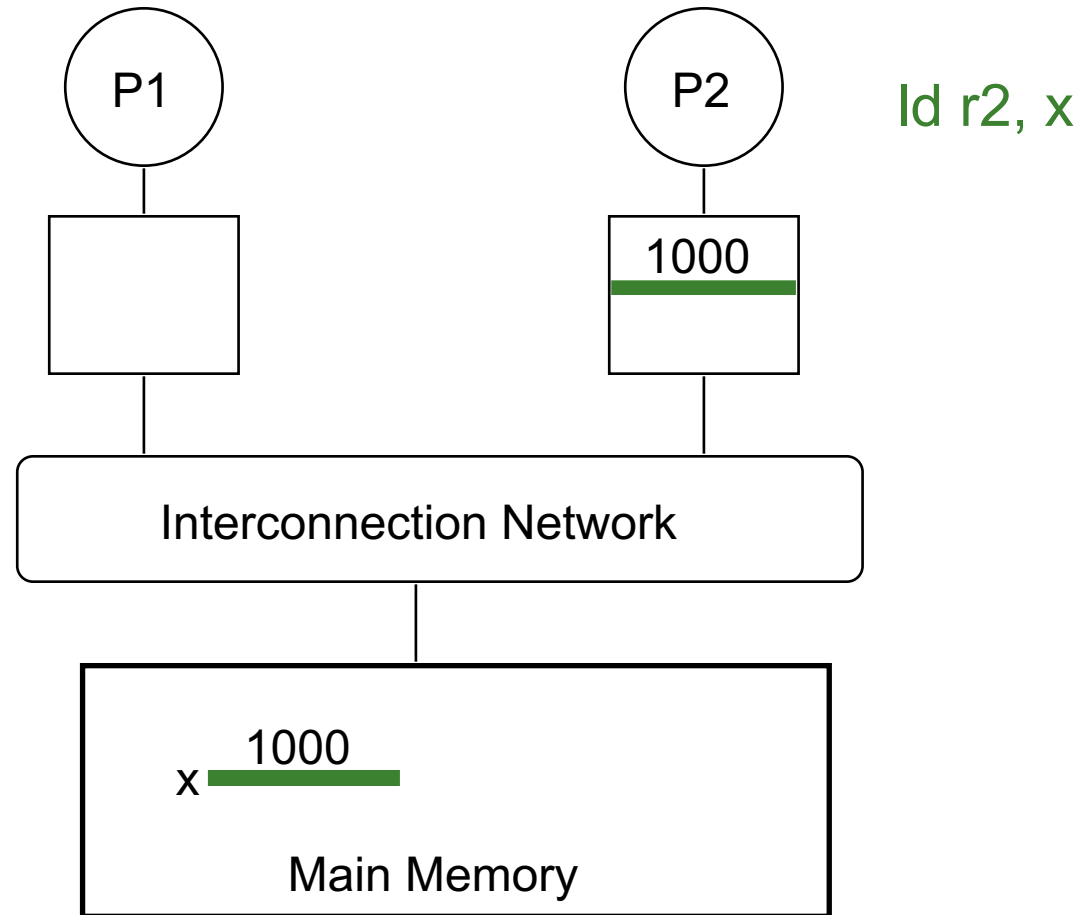 P1
P2
ld r2, x
1000
Interconnection Network
1000
x
Main Memory